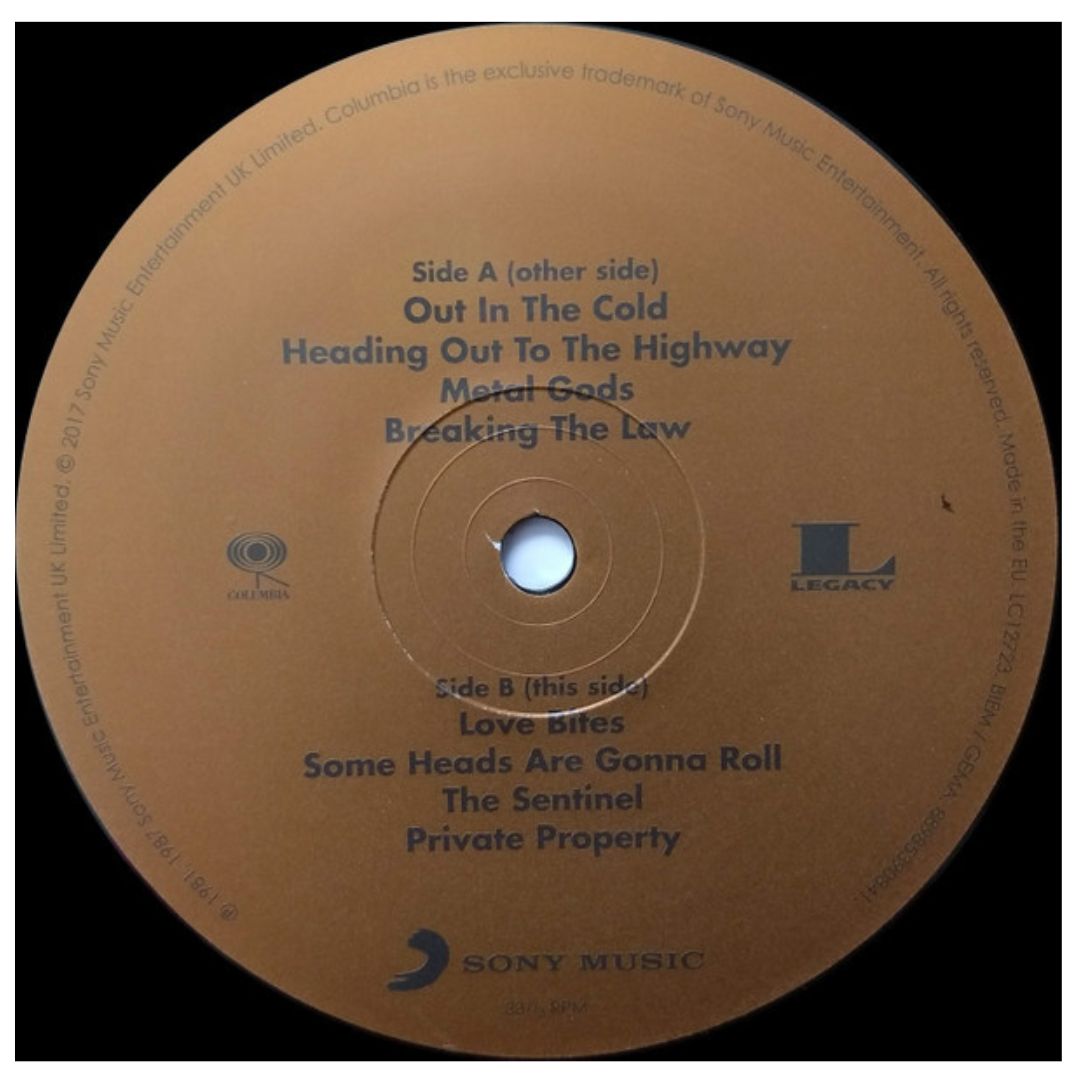 ℗ 1981, 1987 Sony Music Entertainment UK Limited. © 2017 Sony Music Entertainment UK Limited. Columbia is the exclusive trademark of Sony Music Entertainment. All rights reserved. Made in the EU. LC12723. BIEM / GEMA. 88985390841
Side A (other side)
Out In The Cold
Heading Out To The Highway
Metal Gods
Breaking The Law
COLUMBIA
L
LEGACY
Side B (this side)
Love Bites
Some Heads Are Gonna Roll
The Sentinel
Private Property
SONY MUSIC
33⅓ RPM